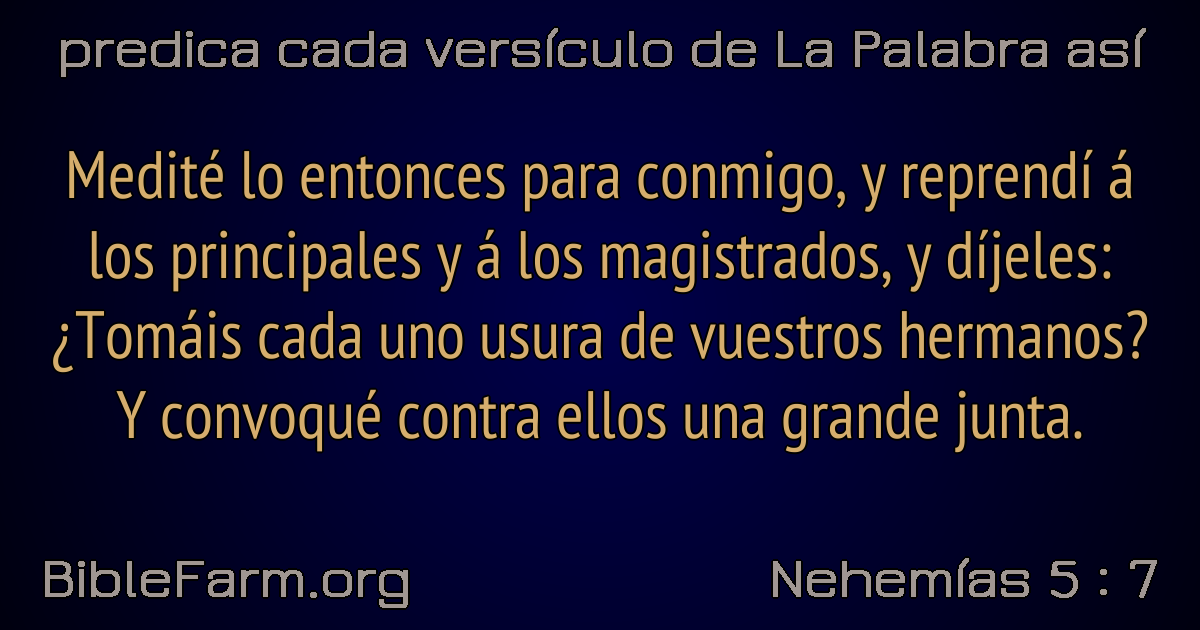 predica cada versículo de La Palabra así
Medité lo entonces para conmigo, y reprendí á
los principales y á los magistrados, y díjeles:
¿Tomáis cada uno usura de vuestros hermanos?
Y convoqué contra ellos una grande junta.
BibleFarm.org
Nehemías 5 : 7